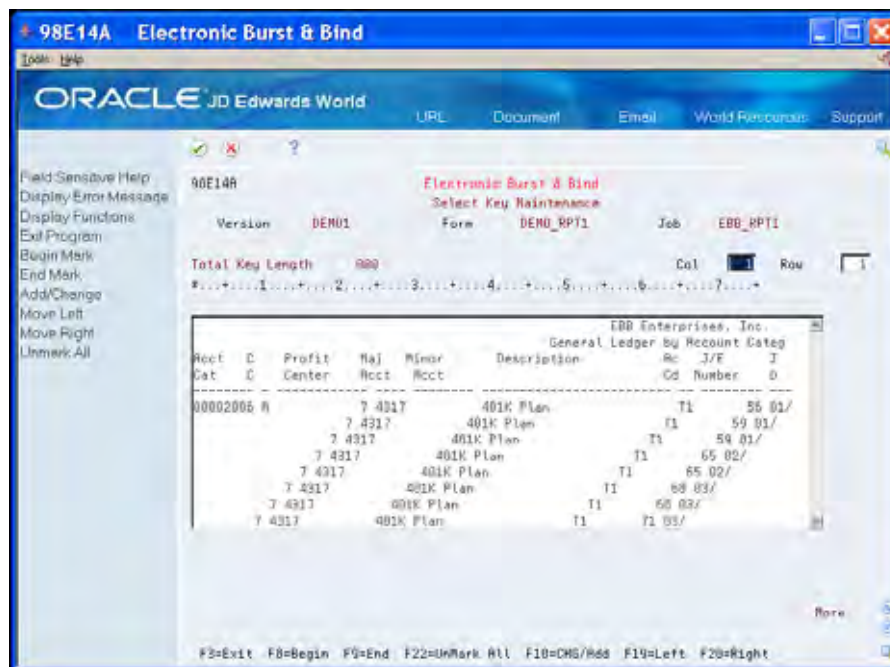 98E14A Electronic Burst & Bind
Tools Help
ORACLE JD Edwards World
URL Document Email World Resources Support
?
Field Sensitive Help
Display Error Message
Display Functions
Exit Program
Begin Mark
End Mark
Add/Change
Move Left
Move Right
Unmark All
98E14A Electronic Burst & Bind
Select Key Maintenance
Version DEMO1 Form DEMO_RPT1 Job EBB_RPT1
Total Key Length 000 Col 1 Row 1
*...+....1....+....2....+....3....+....4....+....5....+....6....+....7....+
EBB Enterprises, Inc.
General Ledger by Account Categ
Acct C Profit Maj Minor Description Ac J/E J
Cat C Center Acct Acct Cd Number D
00002006 A 7 4317 401K Plan T1 56 01/
7 4317 401K Plan T1 59 01/
7 4317 401K Plan T1 59 01/
7 4317 401K Plan T1 65 02/
7 4317 401K Plan T1 65 02/
7 4317 401K Plan T1 68 03/
7 4317 401K Plan T1 68 03/
7 4317 401K Plan T1 71 03/
More
F3=Exit F8=Begin F9=End F22=UnMark All F10=CHG/Add F19=Left F20=Right